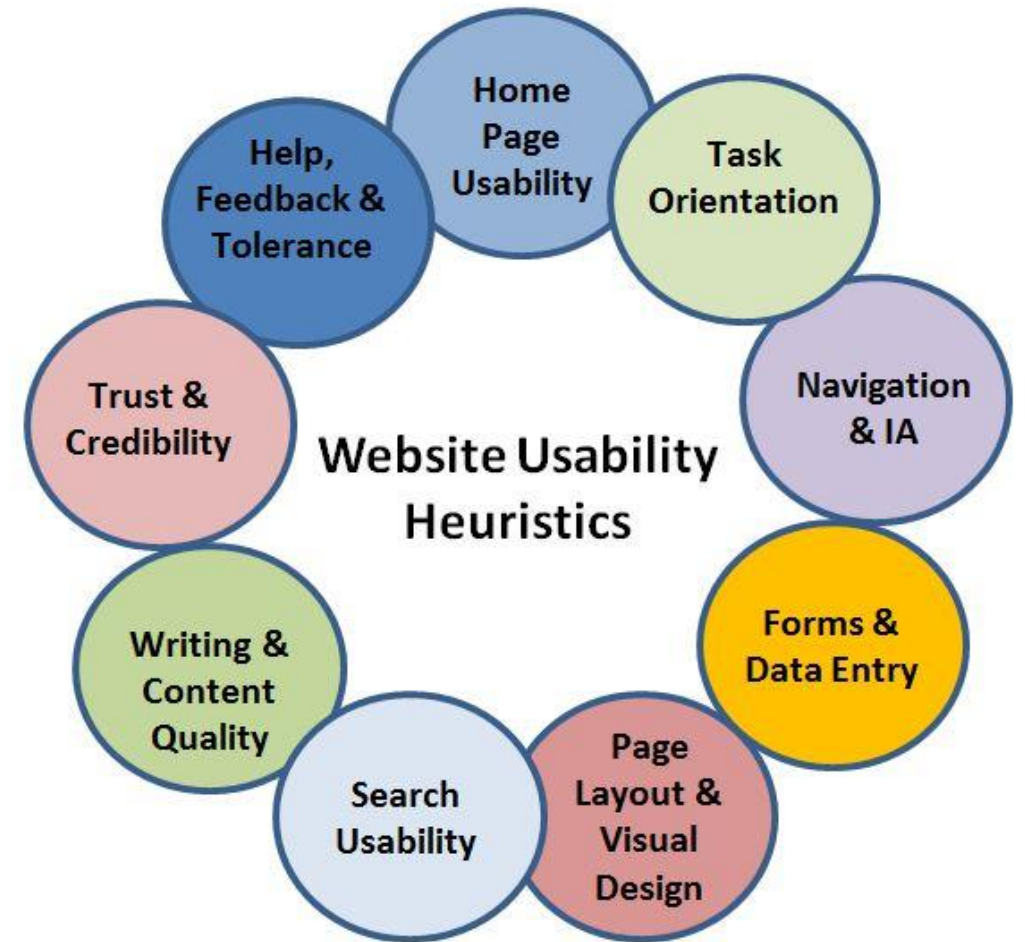 Home
Page
Usability
Task
Orientation
Navigation
& IA
Forms &
Data Entry
Page
Layout &
Visual
Design
Search
Usability
Writing &
Content
Quality
Trust &
Credibility
Help,
Feedback &
Tolerance
Website Usability
Heuristics